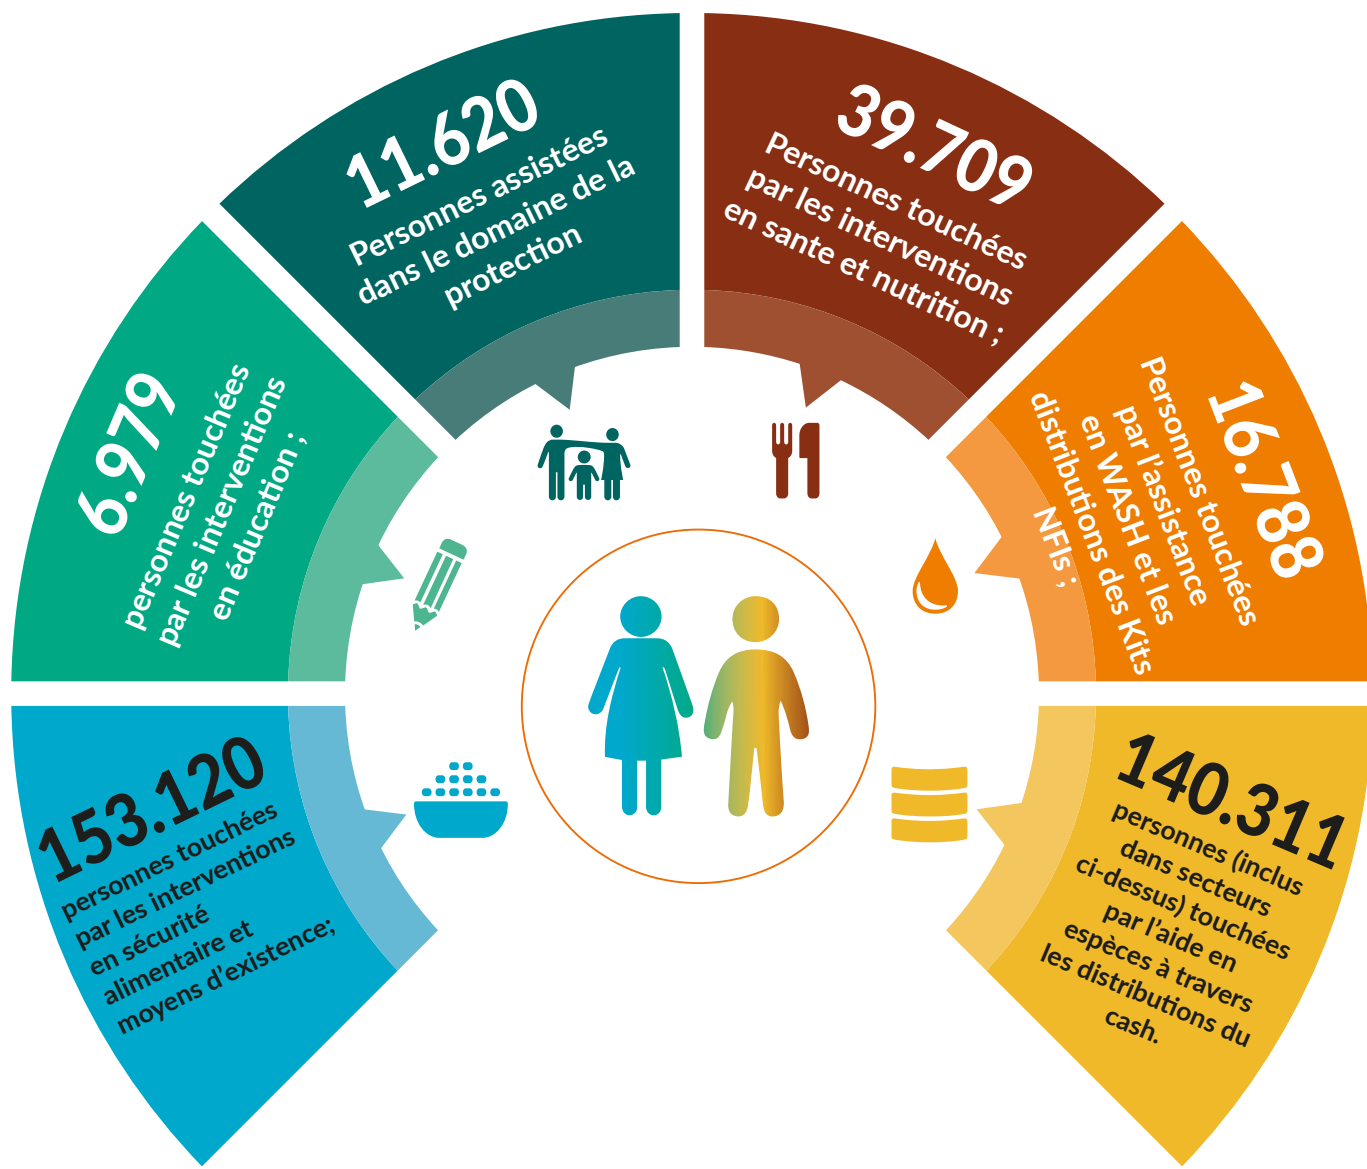 11.620
Personnes assistées
dans le domaine de la
protection
39.709
Personnes touchées
par les interventions
en sante et nutrition ;
6.979
personnes touchées
par les interventions
en éducation ;
16.788
Personnes touchées
par l'assistance
en WASH et les
distributions des Kits
NFIs ;
153.120
personnes touchées
par les interventions
en sécurité
alimentaire et
moyens d'existence;
140.311
personnes (inclus
dans secteurs
ci-dessus) touchées
par l'aide en
espèces à travers
les distributions du
cash.